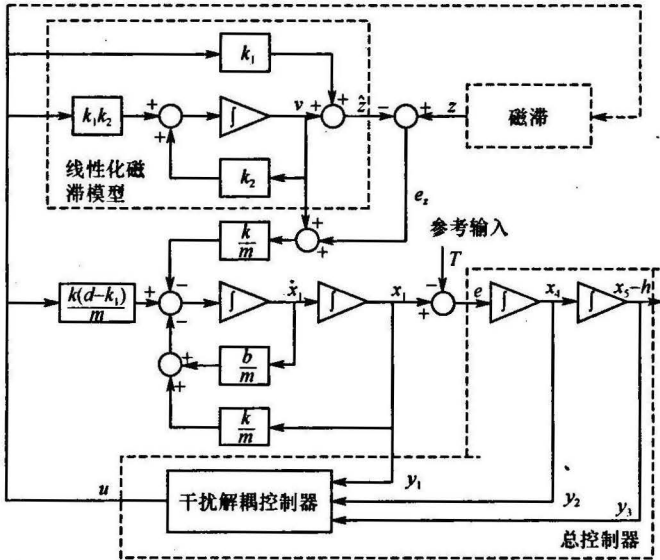 k₁
k₁k₂
+
+
∫
v
+
+
ẑ
−
+
z
磁滞
线性化磁
滞模型
k₂
e_z
k/m
+
+
参考输入
T
k(d−k₁)/m
+
−
−
∫
ẋ₁
∫
x₁
−
+
e
∫
x₄
∫
x₅−h
+
+
b/m
k/m
u
干扰解耦控制器
y₁
y₂
y₃
总控制器